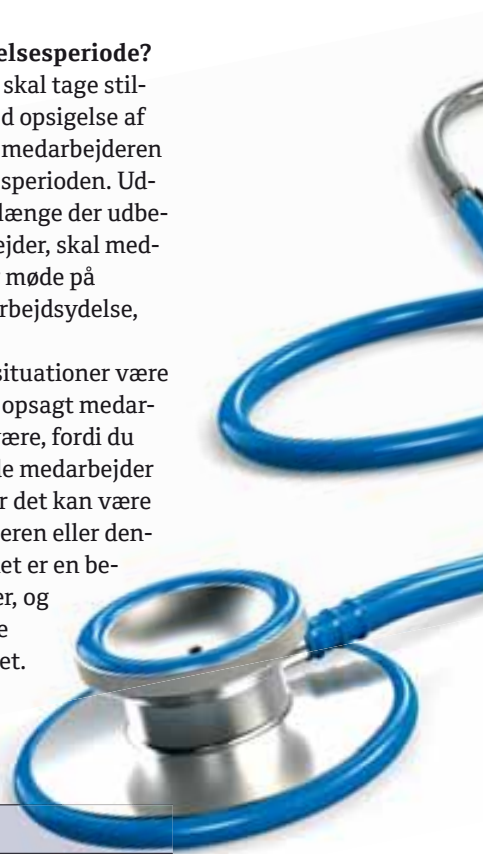 elsesperiode?
skal tage stil-
d opsigelse af
medarbejderen
sperioden. Ud-
længe der udbe-
ejder, skal med-
møde på
rbejdsydelse,
situationer være
opsagt medar-
være, fordi du
le medarbejder
r det kan være
eren eller den-
et er en be-
er, og
e
et.